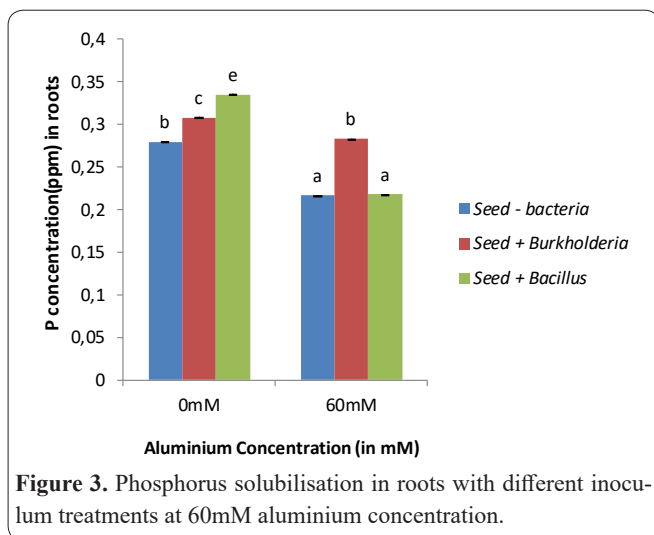 P concentration(ppm) in roots
0,4
0,35
0,3
0,25
0,2
0,15
0,1
0,05
0
b
c
e
a
b
a
0mM
60mM
Aluminium Concentration (in mM)
Seed - bacteria
Seed + Burkholderia
Seed + Bacillus
Figure 3. Phosphorus solubilisation in roots with different inocu-
lum treatments at 60mM aluminium concentration.